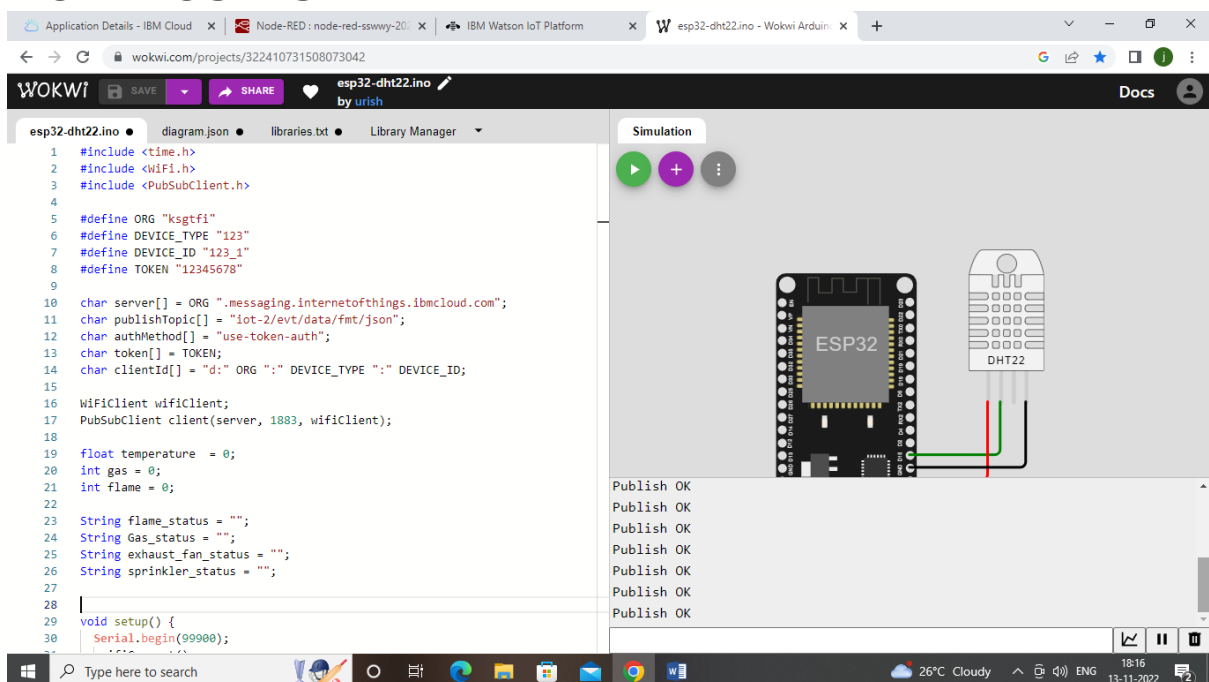 Application Details - IBM Cloud
Node-RED : node-red-sswwy-202
IBM Watson IoT Platform
esp32-dht22.ino - Wokwi Arduin
wokwi.com/projects/322410731508073042
WOKWI SAVE SHARE esp32-dht22.ino
by urish
Docs
esp32-dht22.ino ● diagram.json ● libraries.txt ● Library Manager
Simulation
1 #include <time.h>
2 #include <WiFi.h>
3 #include <PubSubClient.h>
4
5 #define ORG "ksgtfi"
6 #define DEVICE_TYPE "123"
7 #define DEVICE_ID "123_1"
8 #define TOKEN "12345678"
9
10 char server[] = ORG ".messaging.internetofthings.ibmcloud.com";
11 char publishTopic[] = "iot-2/evt/data/fmt/json";
12 char authMethod[] = "use-token-auth";
13 char token[] = TOKEN;
14 char clientId[] = "d:" ORG ":" DEVICE_TYPE ":" DEVICE_ID;
15
16 WiFiClient wifiClient;
17 PubSubClient client(server, 1883, wifiClient);
18
19 float temperature = 0;
20 int gas = 0;
21 int flame = 0;
22
23 String flame_status = "";
24 String Gas_status = "";
25 String exhaust_fan_status = "";
26 String sprinkler_status = "";
27
28
29 void setup() {
30 Serial.begin(99900);
ESP32
DHT22
Publish OK
Publish OK
Publish OK
Publish OK
Publish OK
Publish OK
Publish OK
Type here to search
26°C Cloudy
ENG
18:16
13-11-2022